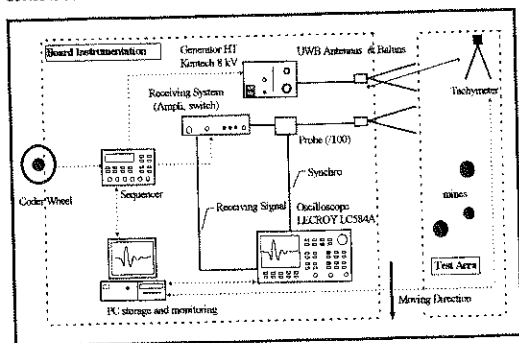 Board Instrumentation
Generator HT
Kentech 8 kV
UWB Antennas & Baluns
Receiving System
(Ampli, switch)
Tachymeter
Probe (/100)
Coder Wheel
Sequencer
Synchro
Receiving Signal
Oscilloscope
LECROY LC584A
mines
Test Area
PC storage and monitoring
Moving Direction